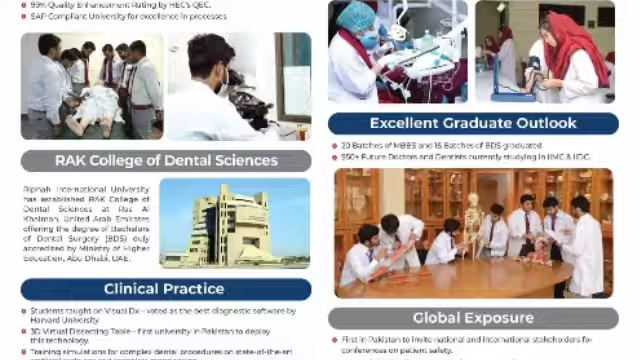 99% Quality Enhancement Rating by HEC's QEC.
SAP Compliant University for excellence in processes.
RAK College of Dental Sciences
Riphah International University
has established RAK College of
Dental Sciences at Ras Al
Khaimah, United Arab Emirates
offering the degree of Bachelors
of Dental Surgery (BDS) duly
accredited by Ministry of Higher
Education, Abu Dhabi, UAE.
Clinical Practice
Students taught on Visual Dx - voted as the best diagnostic software by
Harvard University.
3D Virtual Dissecting Table - first university in Pakistan to deploy
this technology.
Training simulations for complex dental procedures on state-of-the-art
Excellent Graduate Outlook
20 Batches of MBBS and 15 Batches of BDS graduated.
950+ Future Doctors and Dentists currently studying in IIMC & IIDC.
Global Exposure
First in Pakistan to invite national and international stakeholders for
conferences on patient safety.